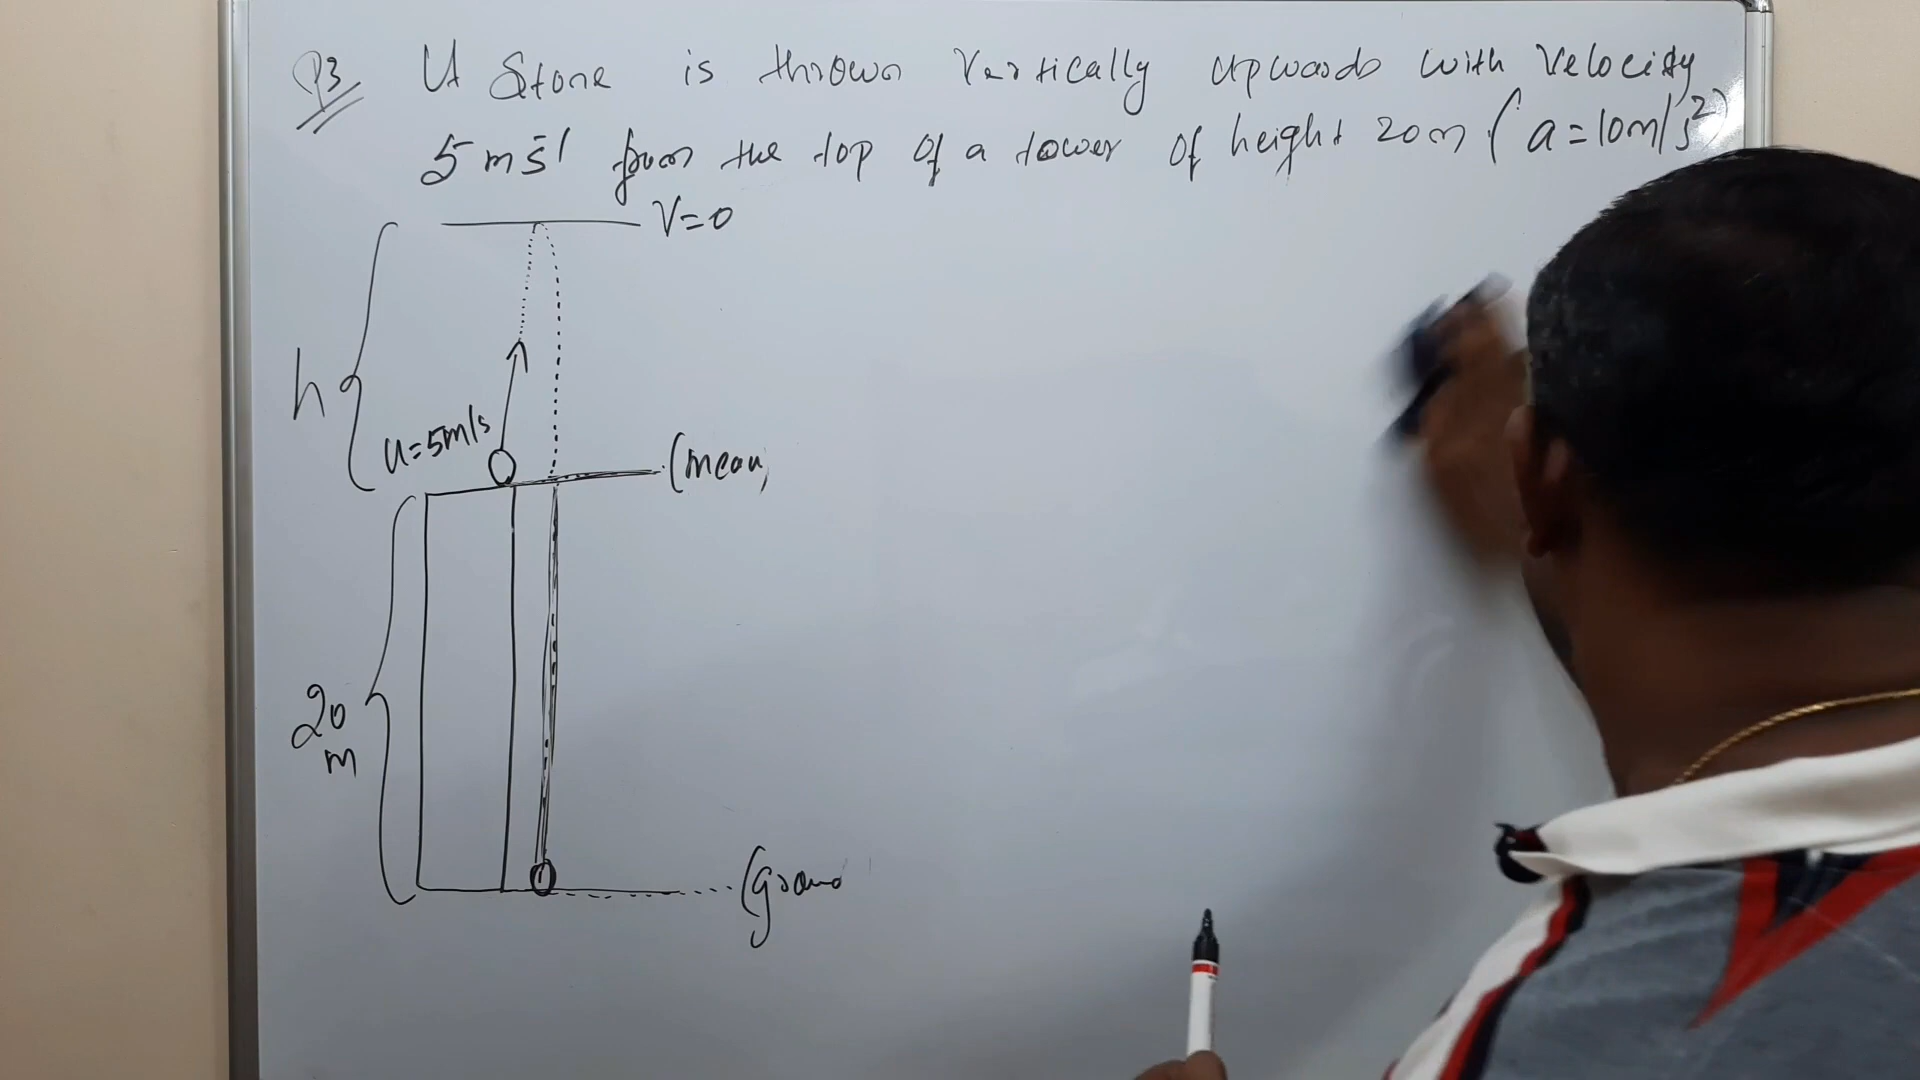 Q3 A Stone is thrown Vertically upwards with Velocity
5 ms-1 from the top of a tower of height 20m (a=10m/s2)
V=0
h
u=5m/s
(mean
20
m
(groun